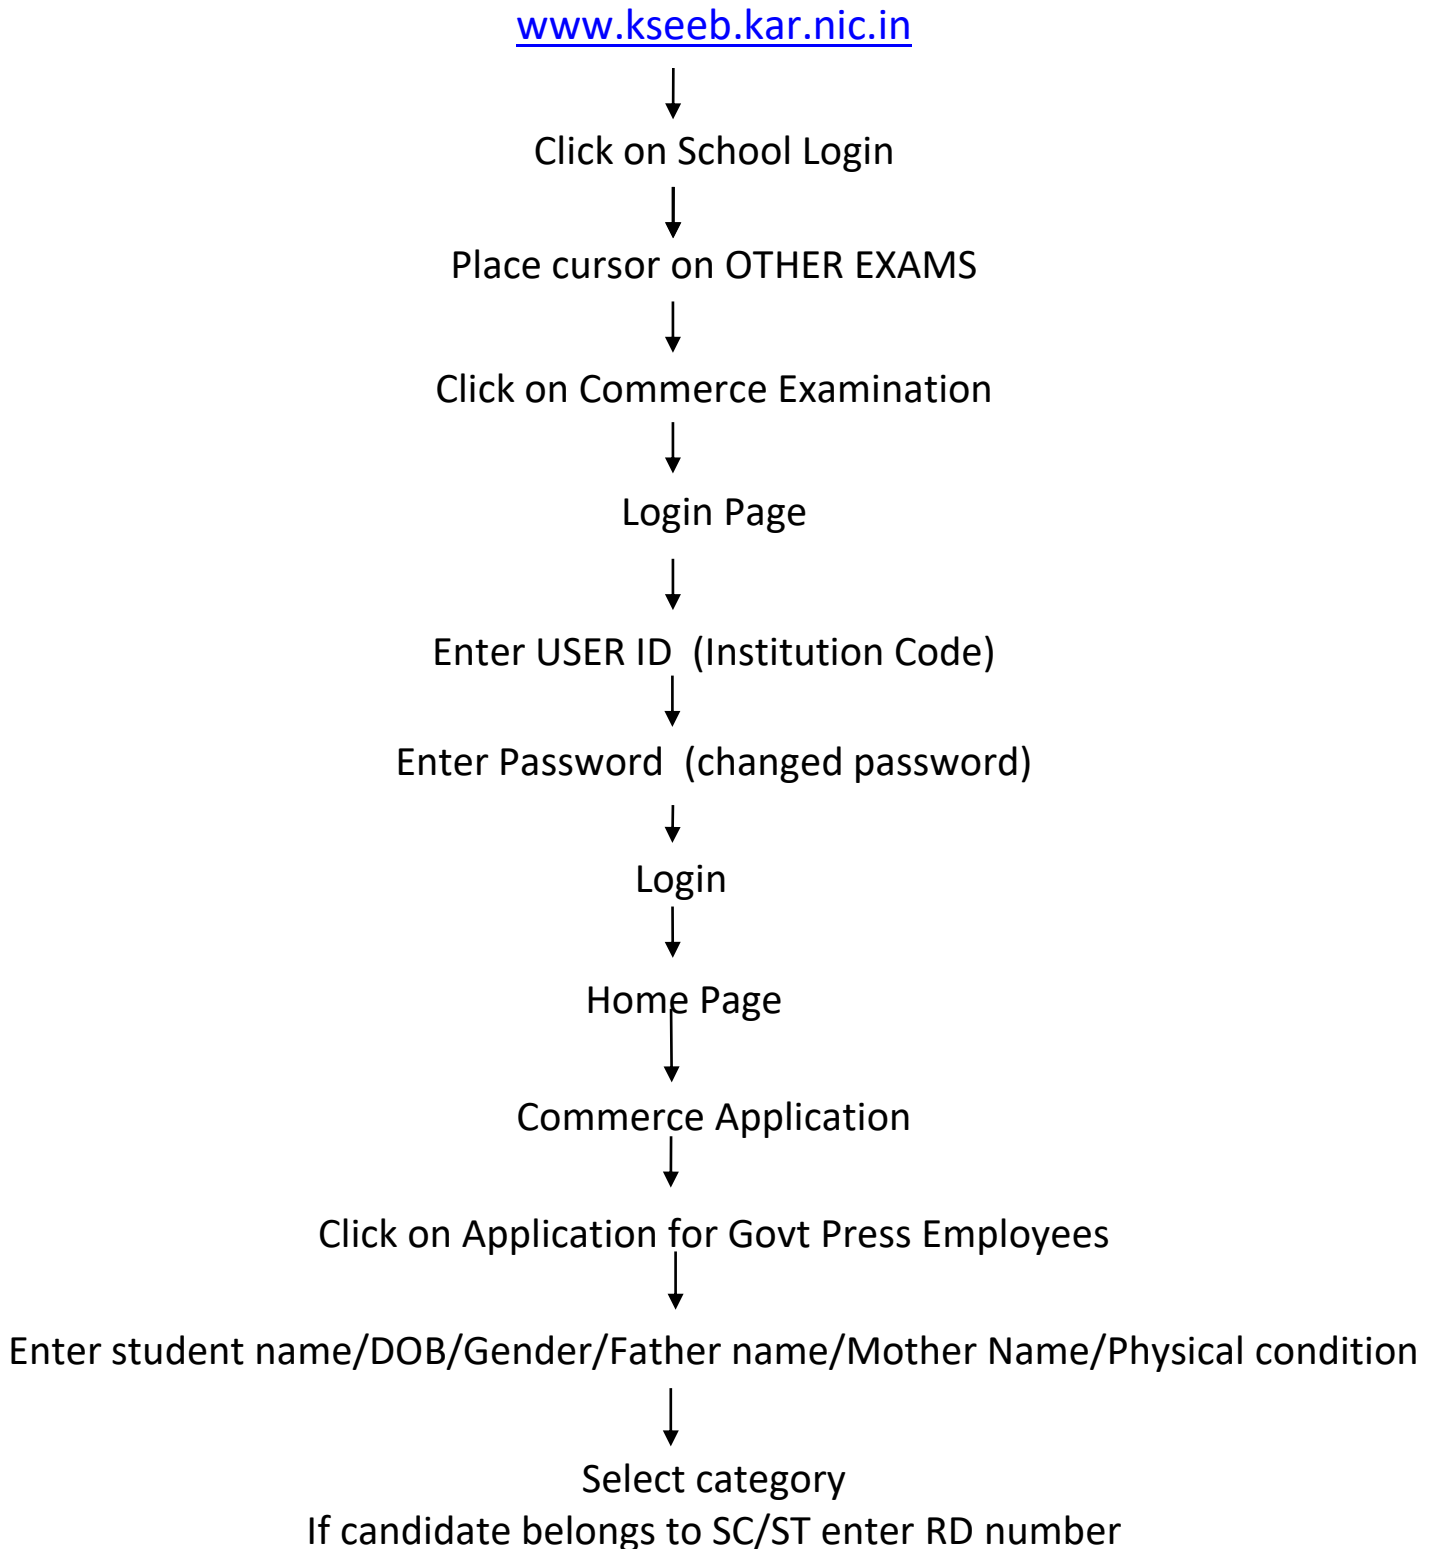 www.kseeb.kar.nic.in
Click on School Login
Place cursor on OTHER EXAMS
Click on Commerce Examination
Login Page
Enter USER ID  (Institution Code)
Enter Password  (changed password)
Login
Home Page
Commerce Application
Click on Application for Govt Press Employees
Enter student name/DOB/Gender/Father name/Mother Name/Physical condition
Select category
If candidate belongs to SC/ST enter RD number